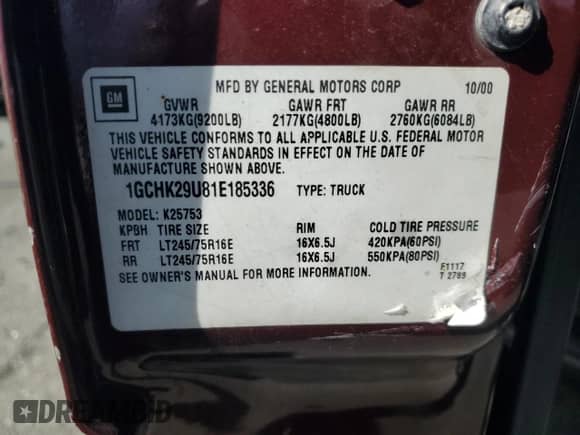 GM
MFD BY GENERAL MOTORS CORP 10/00
GVWR GAWR FRT GAWR RR
4173KG(9200LB) 2177KG(4800LB) 2760KG(6084LB)
THIS VEHICLE CONFORMS TO ALL APPLICABLE U.S. FEDERAL MOTOR
VEHICLE SAFETY STANDARDS IN EFFECT ON THE DATE OF
MANUFACTURE SHOWN ABOVE.
1GCHK29U81E185336 TYPE: TRUCK
MODEL: K25753
KPBH TIRE SIZE RIM COLD TIRE PRESSURE
FRT LT245/75R16E 16X6.5J 420KPA(60PSI)
RR LT245/75R16E 16X6.5J 550KPA(80PSI)
SEE OWNER'S MANUAL FOR MORE INFORMATION.
F1117
T 2789
DREAMBID